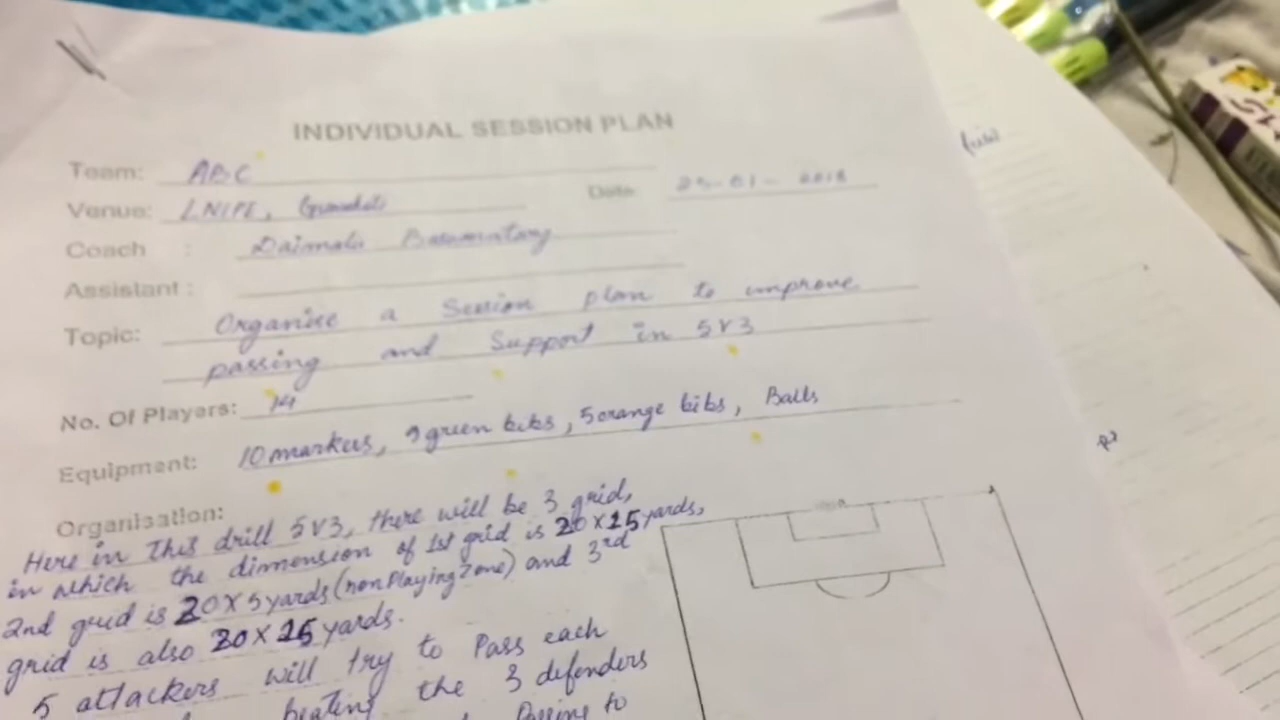 INDIVIDUAL SESSION PLAN
Team: ABC
Venue: LNIPE, Guwahati
Date 25-01-2018
Coach : Daimalu Basumatary
Assistant :
Topic: Organise a Session plan to improve
passing and Support in 5V3
No. Of Players: 14
Equipment: 10 markers, 9 green bibs, 5 orange bibs, Balls
Organisation:
Here in this drill 5V3, there will be 3 grid,
in which the dimension of 1st grid is 20 X 15 yards,
2nd grid is 20 X 5 yards (non Playing Zone) and 3rd
grid is also 20 X 15 yards.
5 attackers will try to Pass each
beating the 3 defenders
Passing to